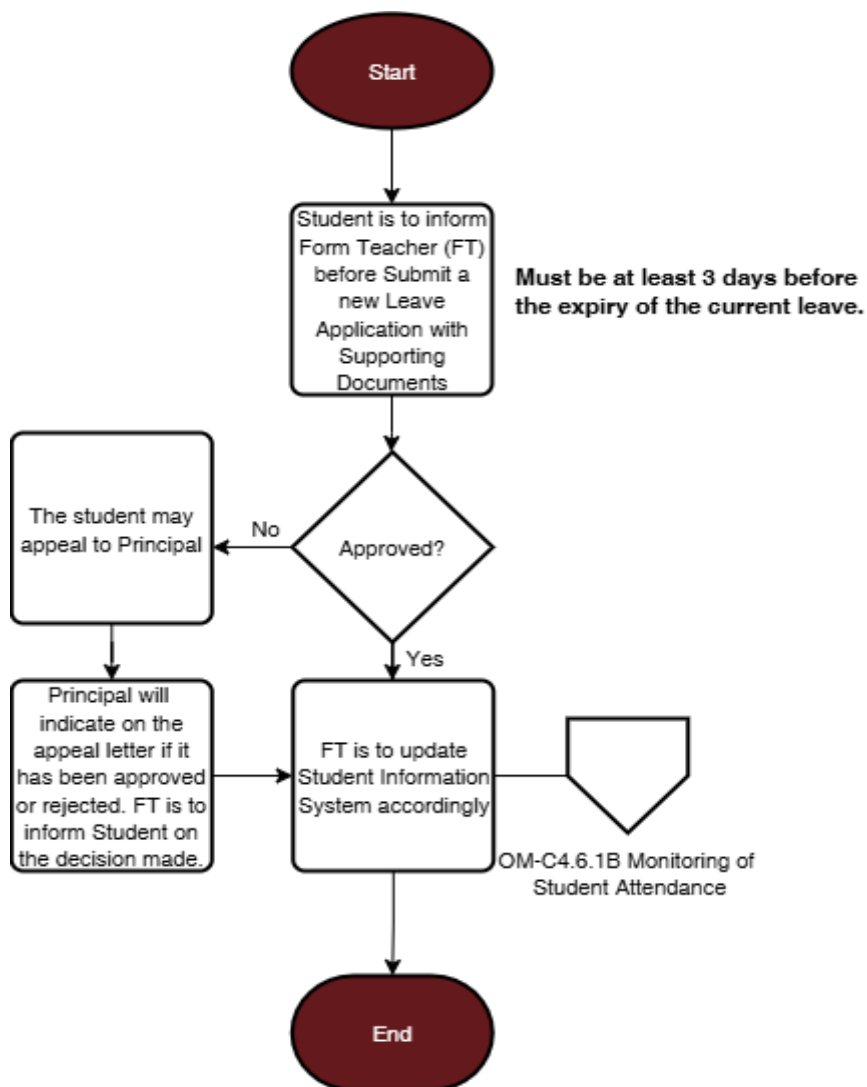 Start
Student is to inform
Form Teacher (FT)
before Submit a
new Leave
Application with
Supporting
Documents
Must be at least 3 days before
the expiry of the current leave.
The student may
appeal to Principal
No
Approved?
Yes
Principal will
indicate on the
appeal letter if it
has been approved
or rejected. FT is to
inform Student on
the decision made.
FT is to update
Student Information
System accordingly
OM-C4.6.1B Monitoring of
Student Attendance
End